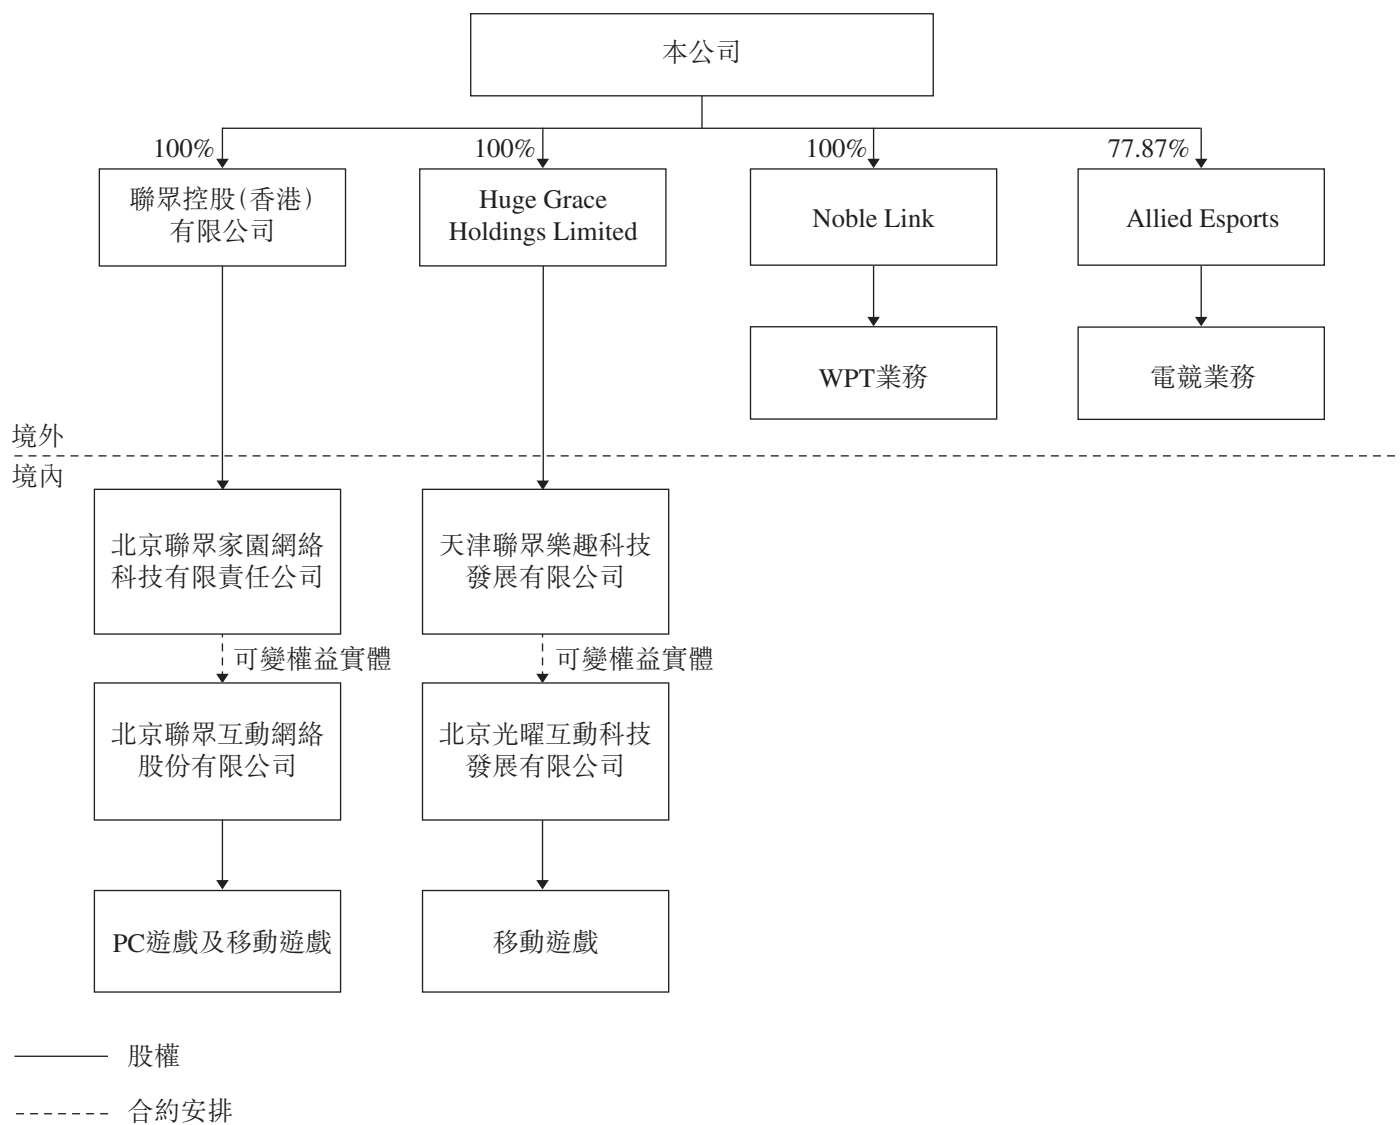 本公司
100%
100%
100%
77.87%
聯眾控股(香港)
有限公司
Huge Grace
Holdings Limited
Noble Link
Allied Esports
WPT業務
電競業務
境外
境內
北京聯眾家園網絡
科技有限責任公司
天津聯眾樂趣科技
發展有限公司
可變權益實體
可變權益實體
北京聯眾互動網絡
股份有限公司
北京光曜互動科技
發展有限公司
PC遊戲及移動遊戲
移動遊戲
股權
合約安排